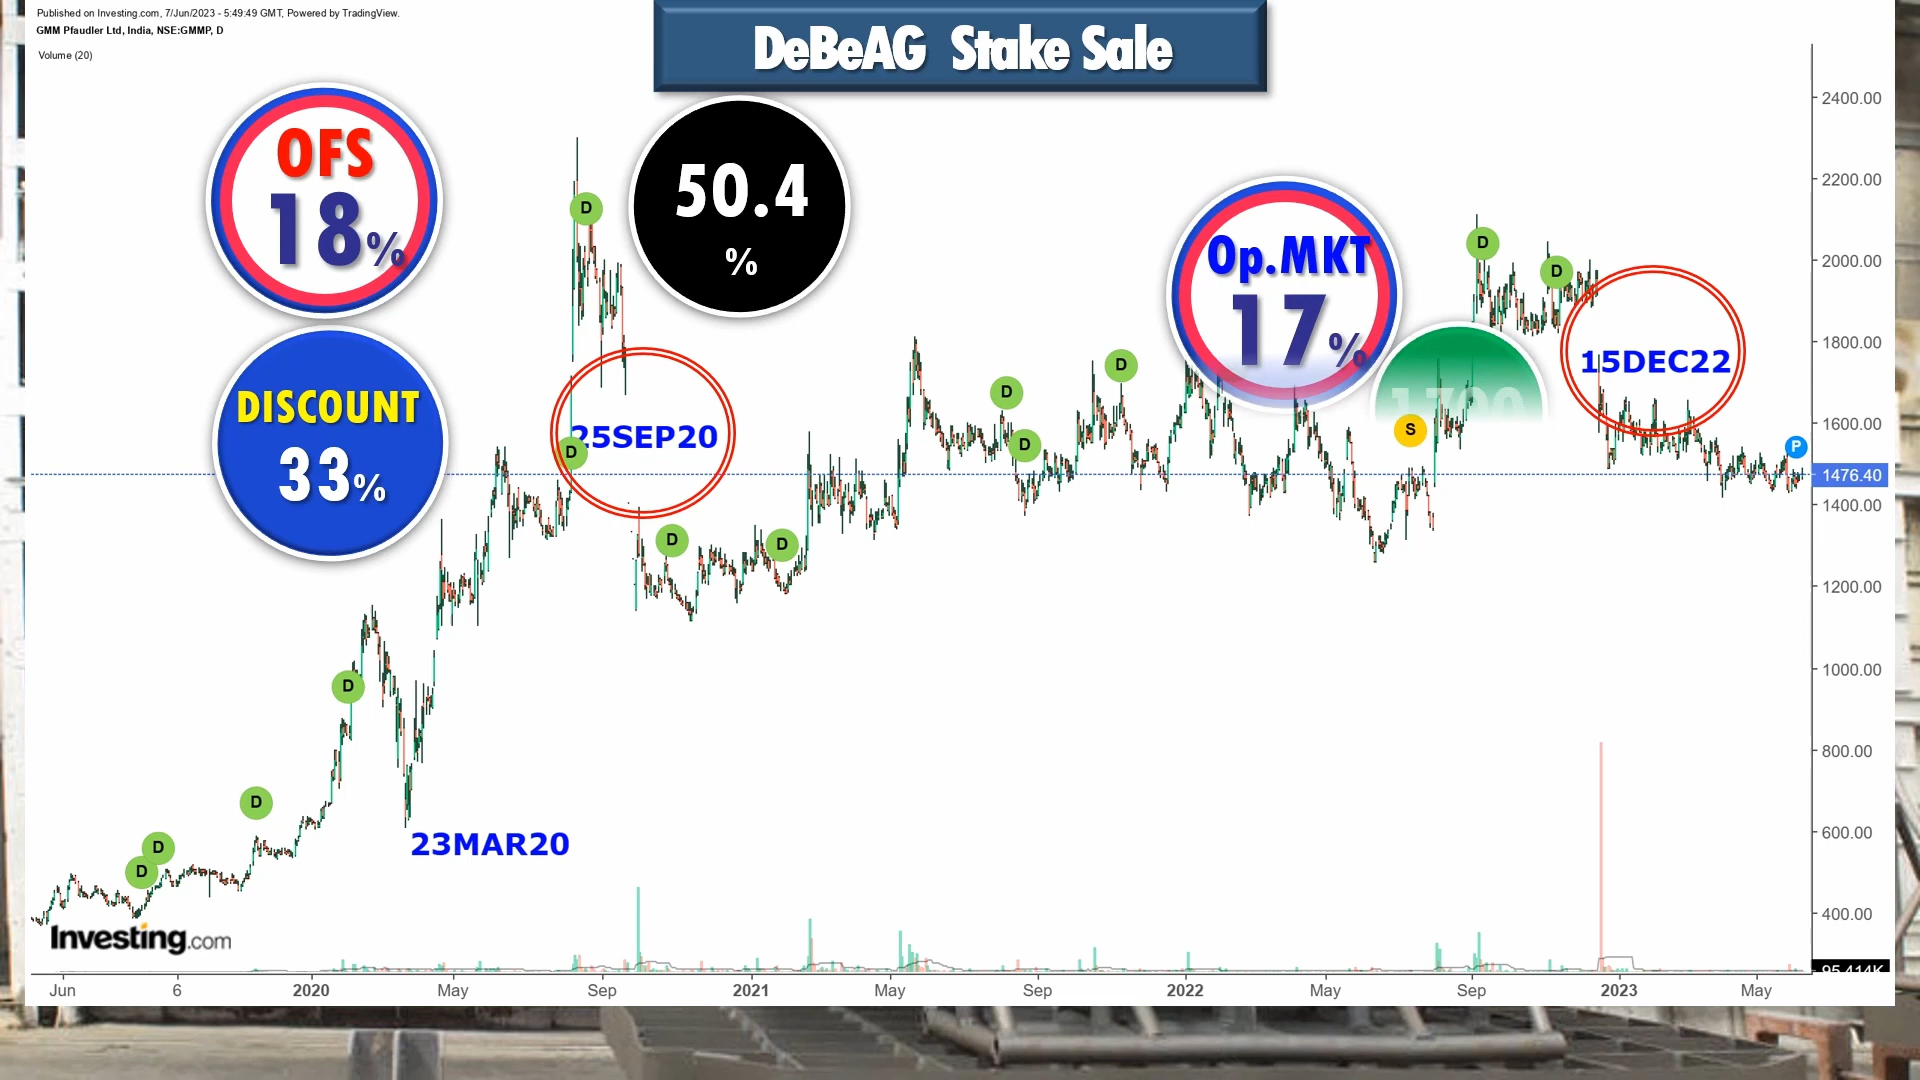 Published on Investing.com, 7/Jun/2023 - 5:49:49 GMT, Powered by TradingView.
GMM Pfaudler Ltd, India, NSE:GMMP, D
Volume (20)
DeBeAG Stake Sale
OFS
18%
50.4
%
DISCOUNT
33%
Op.MKT
17%
25SEP20
15DEC22
23MAR20
D
D
D
D
D
D
D
D
D
D
D
D
D
S
P
2400.00
2200.00
2000.00
1800.00
1600.00
1476.40
1400.00
1200.00
1000.00
800.00
600.00
400.00
Investing.com
Jun 6 2020 May Sep 2021 May Sep 2022 May Sep 2023 May